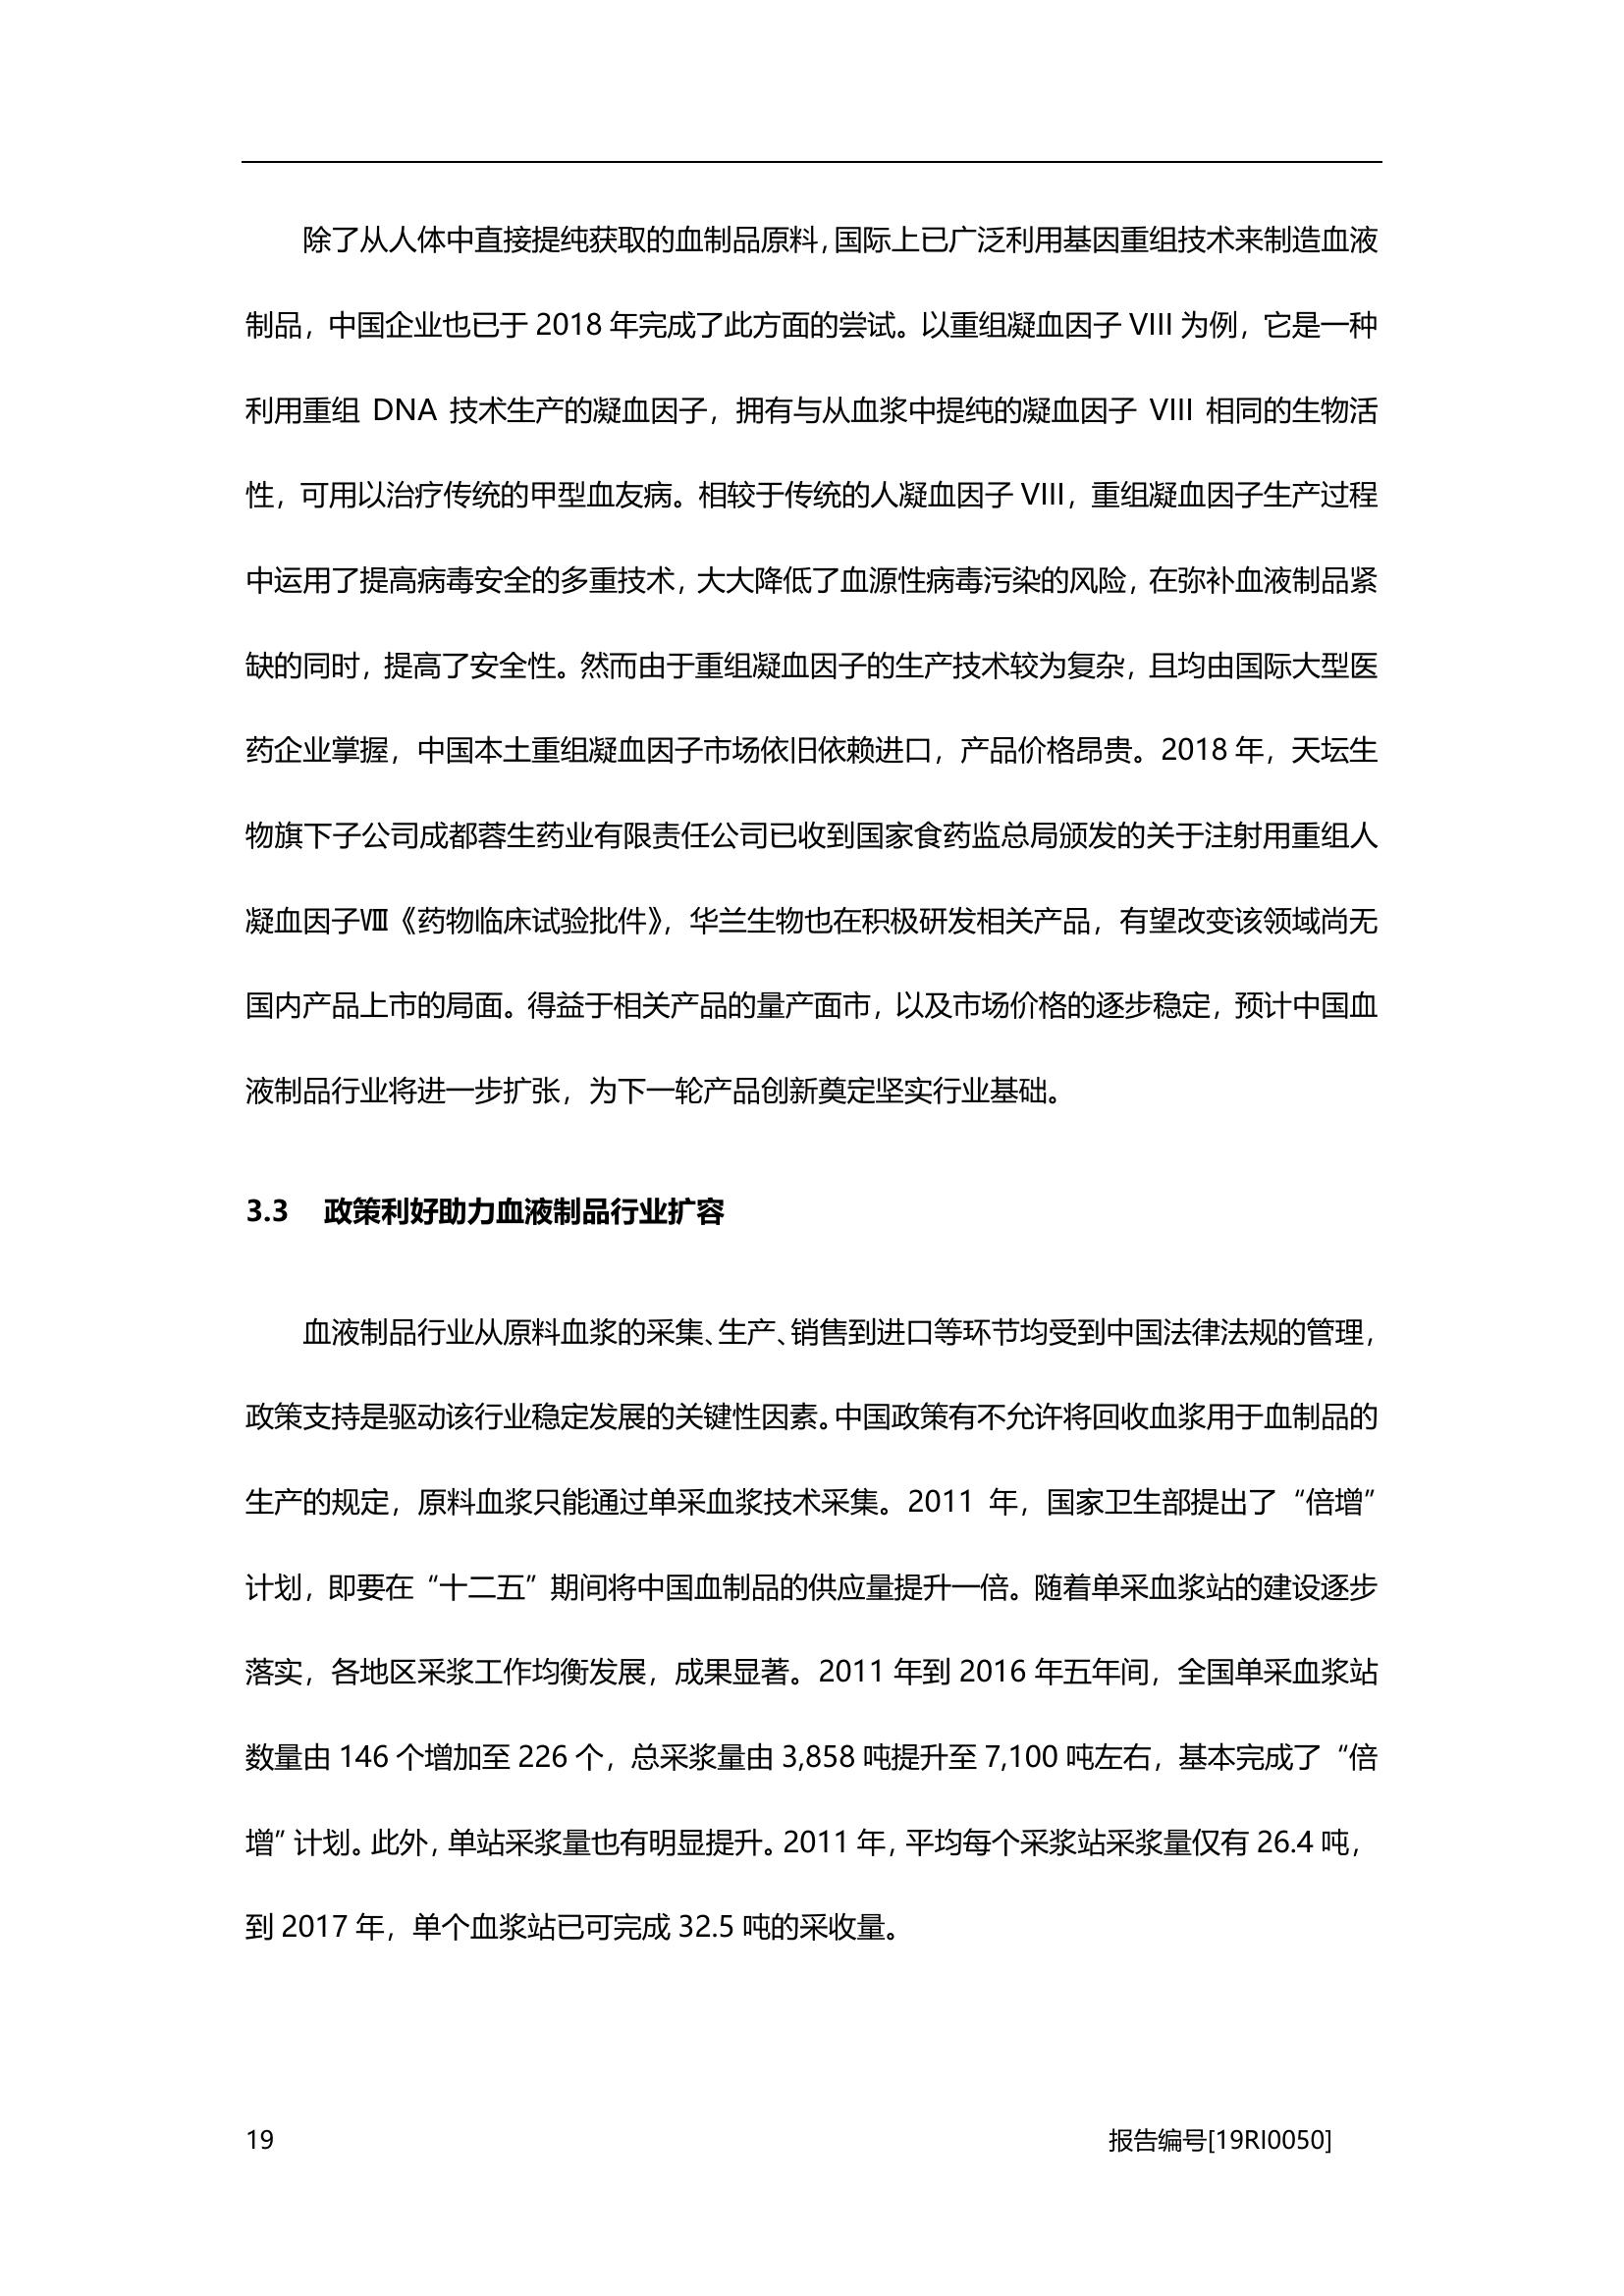 除了从人体中直接提纯获取的血制品原料，国际上已广泛利用基因重组技术来制造血液
制品，中国企业也已于 2018 年完成了此方面的尝试。以重组凝血因子 VIII 为例，它是一种
利用重组 DNA 技术生产的凝血因子，拥有与从血浆中提纯的凝血因子 VIII 相同的生物活
性，可用以治疗传统的甲型血友病。相较于传统的人凝血因子 VIII，重组凝血因子生产过程
中运用了提高病毒安全的多重技术，大大降低了血源性病毒污染的风险，在弥补血液制品紧
缺的同时，提高了安全性。然而由于重组凝血因子的生产技术较为复杂，且均由国际大型医
药企业掌握，中国本土重组凝血因子市场依旧依赖进口，产品价格昂贵。2018 年，天坛生
物旗下子公司成都蓉生药业有限责任公司已收到国家食药监总局颁发的关于注射用重组人
凝血因子Ⅷ《药物临床试验批件》，华兰生物也在积极研发相关产品，有望改变该领域尚无
国内产品上市的局面。得益于相关产品的量产面市，以及市场价格的逐步稳定，预计中国血
液制品行业将进一步扩张，为下一轮产品创新奠定坚实行业基础。
3.3 政策利好助力血液制品行业扩容
血液制品行业从原料血浆的采集、生产、销售到进口等环节均受到中国法律法规的管理，
政策支持是驱动该行业稳定发展的关键性因素。中国政策有不允许将回收血浆用于血制品的
生产的规定，原料血浆只能通过单采血浆技术采集。2011 年，国家卫生部提出了“倍增”
计划，即要在“十二五”期间将中国血制品的供应量提升一倍。随着单采血浆站的建设逐步
落实，各地区采浆工作均衡发展，成果显著。2011 年到 2016 年五年间，全国单采血浆站
数量由 146 个增加至 226 个，总采浆量由 3,858 吨提升至 7,100 吨左右，基本完成了“倍
增”计划。此外，单站采浆量也有明显提升。2011 年，平均每个采浆站采浆量仅有 26.4 吨，
到 2017 年，单个血浆站已可完成 32.5 吨的采收量。
19 报告编号[19RI0050]